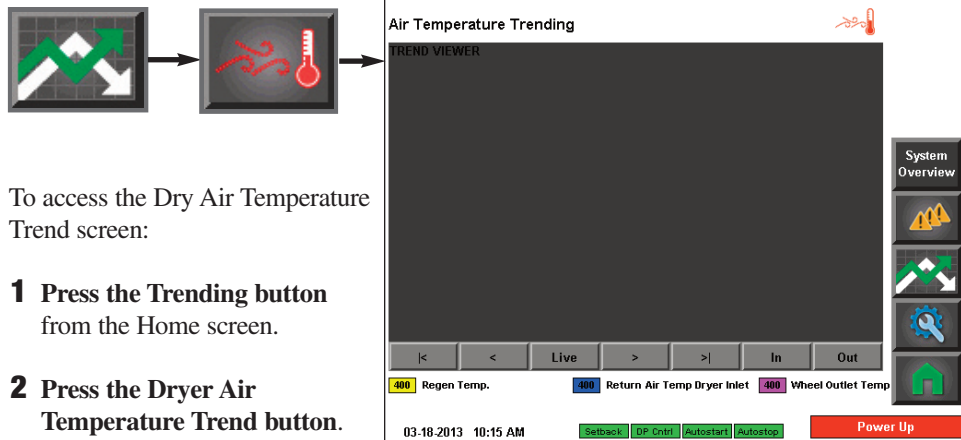 To access the Dry Air Temperature
Trend screen:
1 Press the Trending button
from the Home screen.
2 Press the Dryer Air
Temperature Trend button.
Air Temperature Trending
TREND VIEWER
|< < Live > >| In Out
400 Regen Temp. 400 Return Air Temp Dryer Inlet 400 Wheel Outlet Temp
03-18-2013 10:15 AM Setback DP Cntrl Autostart Autostop Power Up
System
Overview